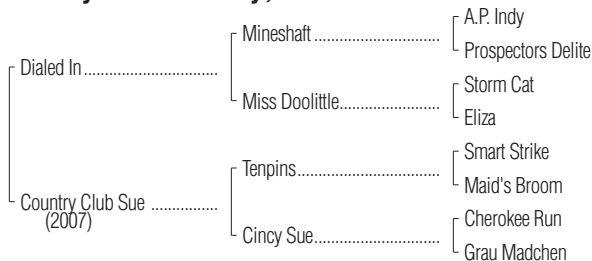 A.P. Indy
Mineshaft
Prospectors Delite
Dialed In
Storm Cat
Miss Doolittle
Eliza
Smart Strike
Tenpins
Maid's Broom
Country Club Sue
(2007)
Cherokee Run
Cincy Sue
Grau Madchen